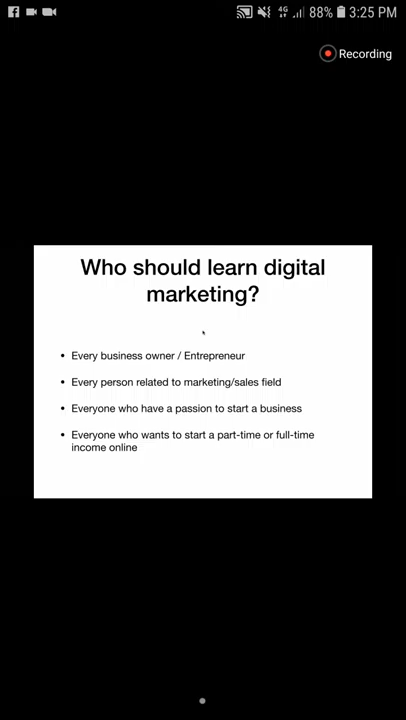 4G 88% 3:25 PM
Recording
Who should learn digital
marketing?
• Every business owner / Entrepreneur
• Every person related to marketing/sales field
• Everyone who have a passion to start a business
• Everyone who wants to start a part-time or full-time
income online